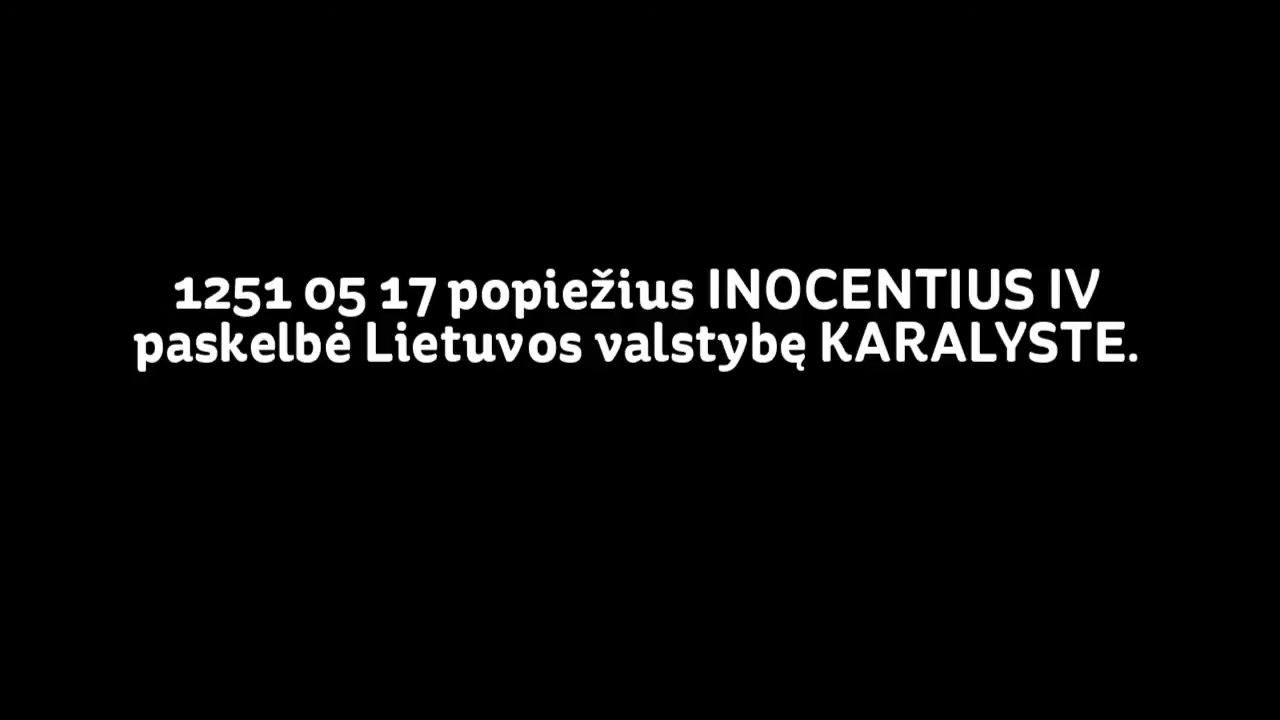 1251 05 17 popiežius INOCENTIUS IV
paskelbė Lietuvos valstybę KARALYSTE.